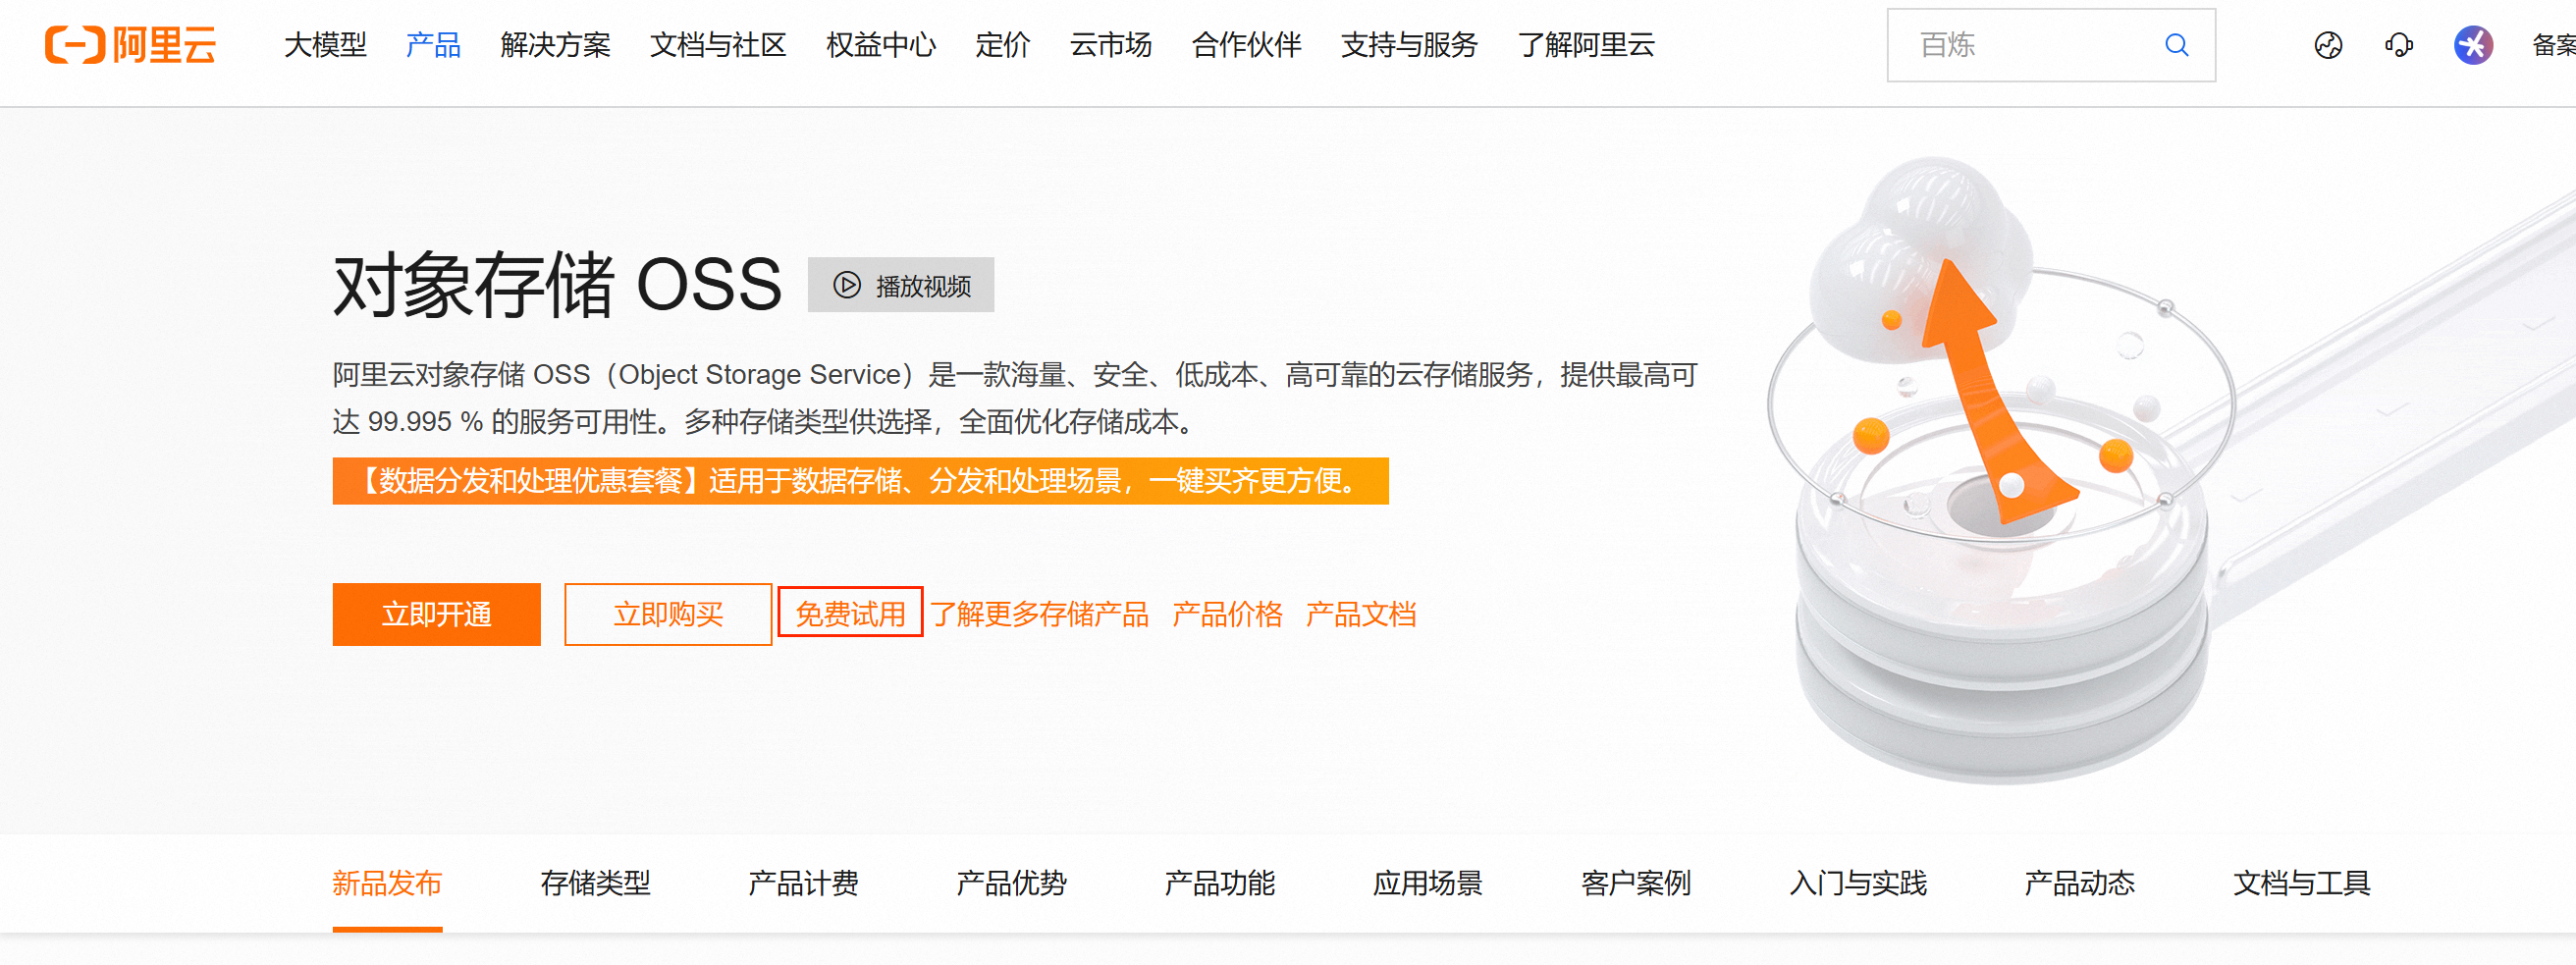 阿里云 大模型 产品 解决方案 文档与社区 权益中心 定价 云市场 合作伙伴 支持与服务 了解阿里云 百炼 备案
对象存储 OSS 播放视频
阿里云对象存储 OSS（Object Storage Service）是一款海量、安全、低成本、高可靠的云存储服务，提供最高可
达 99.995 % 的服务可用性。多种存储类型供选择，全面优化存储成本。
【数据分发和处理优惠套餐】适用于数据存储、分发和处理场景，一键买齐更方便。
立即开通 立即购买 免费试用 了解更多存储产品 产品价格 产品文档
新品发布 存储类型 产品计费 产品优势 产品功能 应用场景 客户案例 入门与实践 产品动态 文档与工具